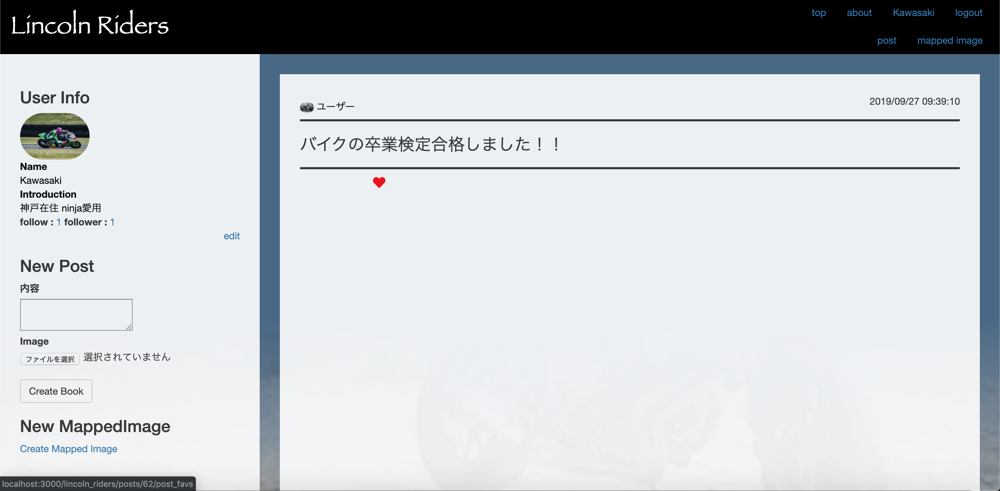 Lincoln Riders
top about Kawasaki logout
post mapped image
User Info
Name
Kawasaki
Introduction
神戸在住 ninja愛用
follow : 1 follower : 1
edit
New Post
内容
Image
ファイルを選択 選択されていません
Create Book
New MappedImage
Create Mapped Image
ユーザー
2019/09/27 09:39:10
バイクの卒業検定合格しました！！
localhost:3000/lincoln_riders/posts/62/post_favs